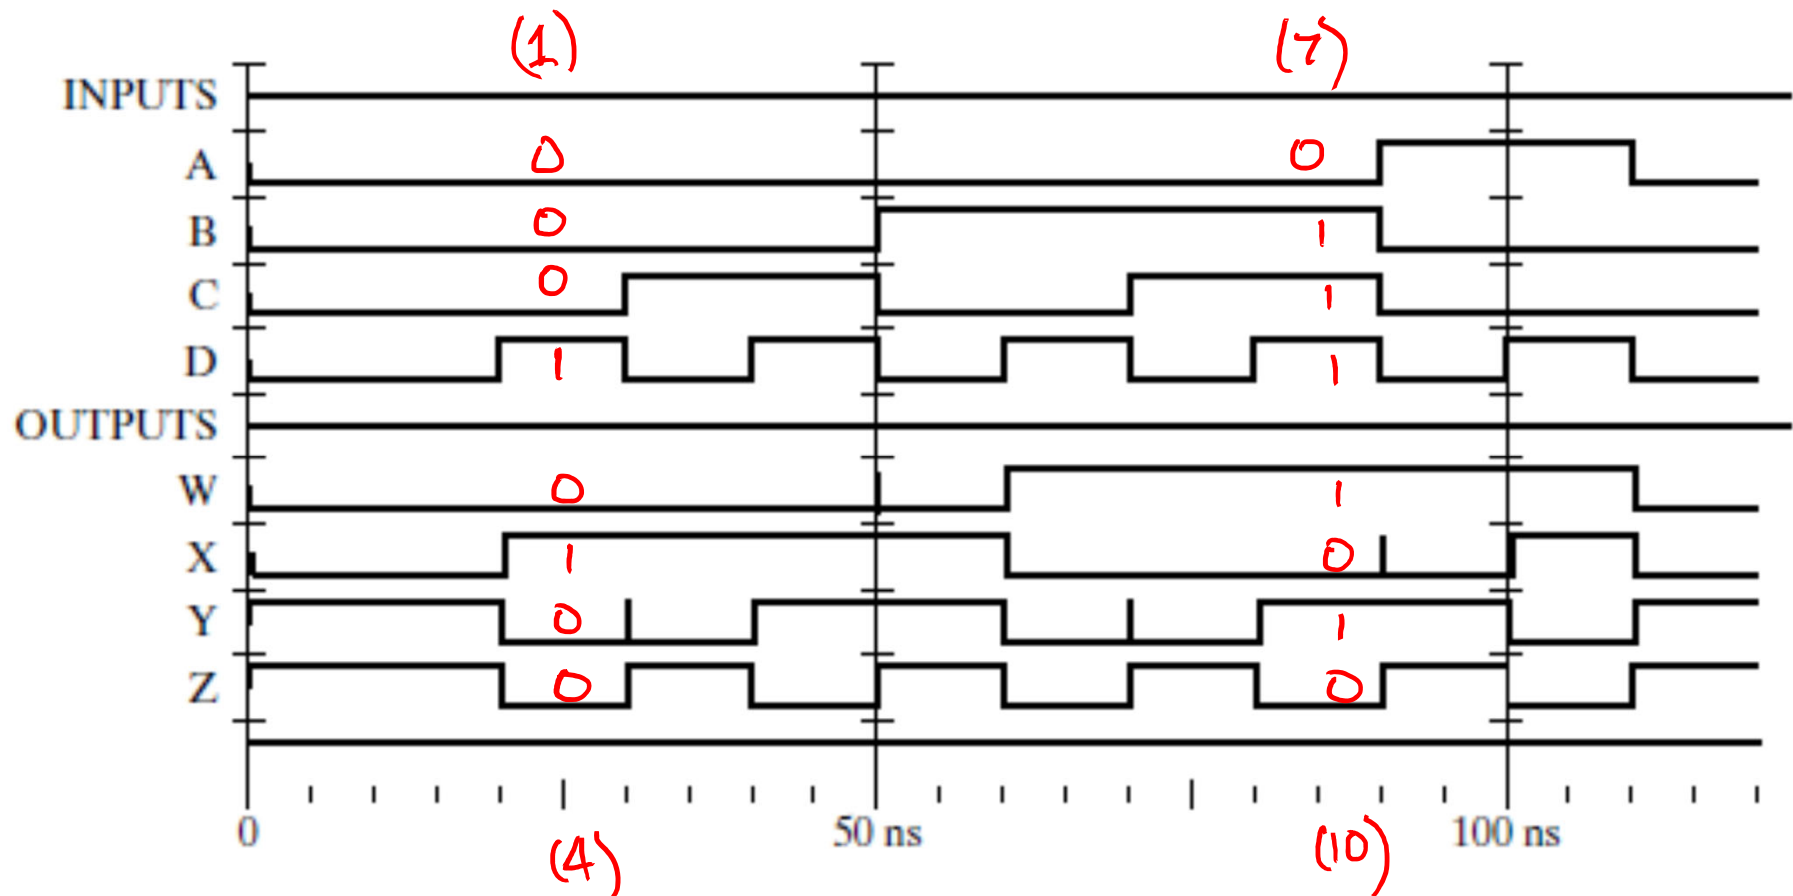 (1) (7)
INPUTS
A 0 0
B 0 1
C 0 1
D 1 1
OUTPUTS
W 0 1
X 1 0
Y 0 1
Z 0 0
0 50 ns 100 ns
(4) (10)